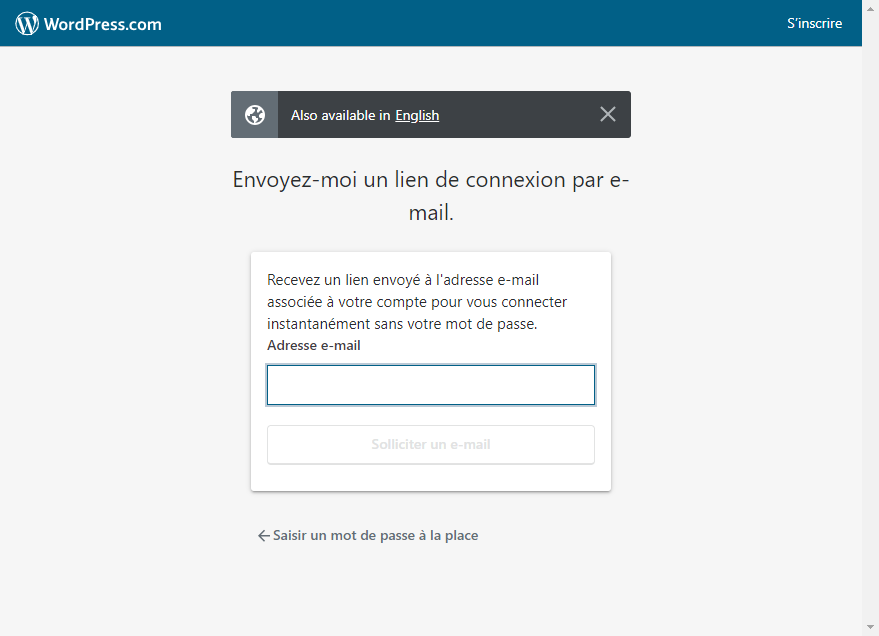 WordPress.com
S'inscrire
Also available in English
Envoyez-moi un lien de connexion par e-
mail.
Recevez un lien envoyé à l'adresse e-mail
associée à votre compte pour vous connecter
instantanément sans votre mot de passe.
Adresse e-mail
Solliciter un e-mail
Saisir un mot de passe à la place